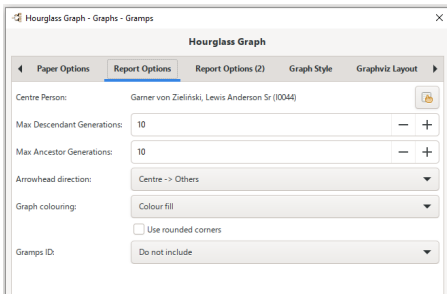 Hourglass Graph - Graphs - Gramps
Hourglass Graph
Paper Options Report Options Report Options (2) Graph Style Graphviz Layout
Centre Person: Garner von Zieliński, Lewis Anderson Sr (I0044)
Max Descendant Generations: 10
Max Ancestor Generations: 10
Arrowhead direction: Centre -> Others
Graph colouring: Colour fill
Use rounded corners
Gramps ID: Do not include